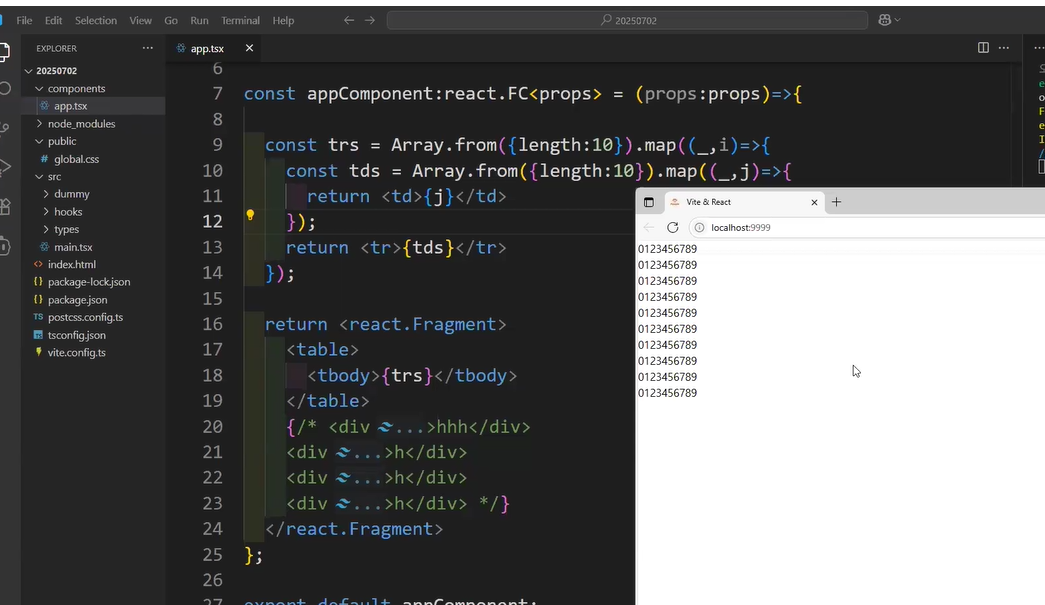 File Edit Selection View Go Run Terminal Help
20250702
EXPLORER
20250702
components
app.tsx
node_modules
public
global.css
src
dummy
hooks
types
main.tsx
index.html
package-lock.json
package.json
postcss.config.ts
tsconfig.json
vite.config.ts
app.tsx
6
7 const appComponent:react.FC<props> = (props:props)=>{
8
9 const trs = Array.from({length:10}).map((_,i)=>{
10 const tds = Array.from({length:10}).map((_,j)=>{
11 return <td>{j}</td>
12 });
13 return <tr>{tds}</tr>
14 });
15
16 return <react.Fragment>
17 <table>
18 <tbody>{trs}</tbody>
19 </table>
20 {/* <div ...>hhh</div>
21 <div ...>h</div>
22 <div ...>h</div>
23 <div ...>h</div> */}
24 </react.Fragment>
25 };
26
27 export default appComponent;
Vite & React
localhost:9999
0123456789
0123456789
0123456789
0123456789
0123456789
0123456789
0123456789
0123456789
0123456789
0123456789